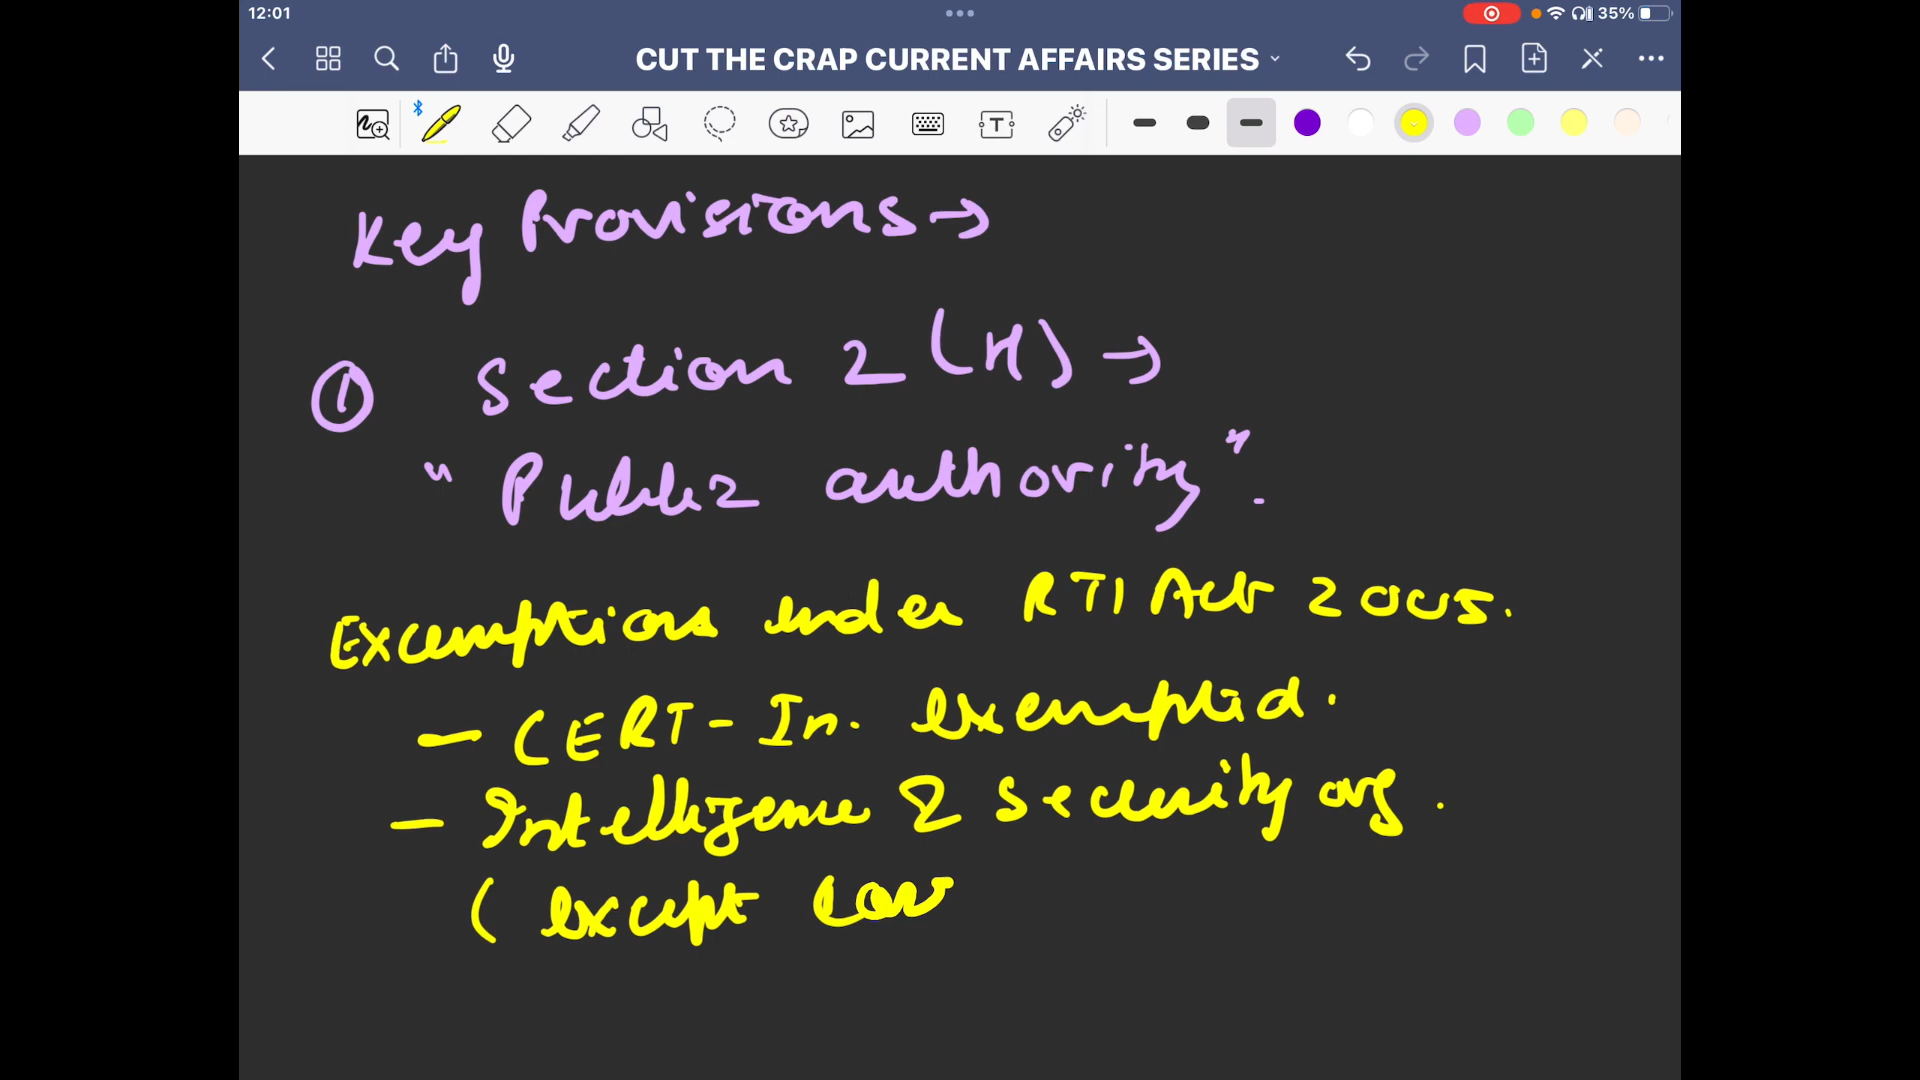 12:01
35%
CUT THE CRAP CURRENT AFFAIRS SERIES
Key Provisions →
① Section 2 (H) →
"Public authority".
Exemptions under RTI Act 2005.
- CERT-In. exempted.
- Intelligence & security org.
( except cor